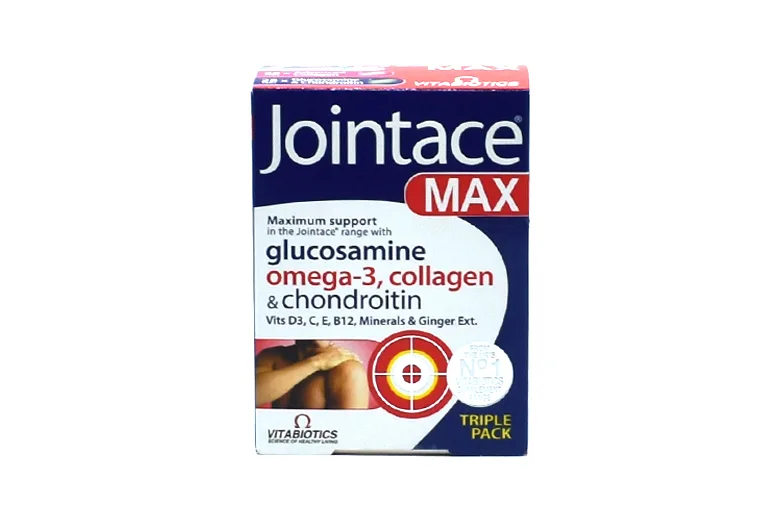 MAX
VITABIOTICS
Jointace®
MAX
Maximum support
in the Jointace® range with
glucosamine
omega-3, collagen
& chondroitin
Vits D3, C, E, B12, Minerals & Ginger Ext.
Nº1
TRIPLE
PACK
VITABIOTICS
SCIENCE OF HEALTHY LIVING